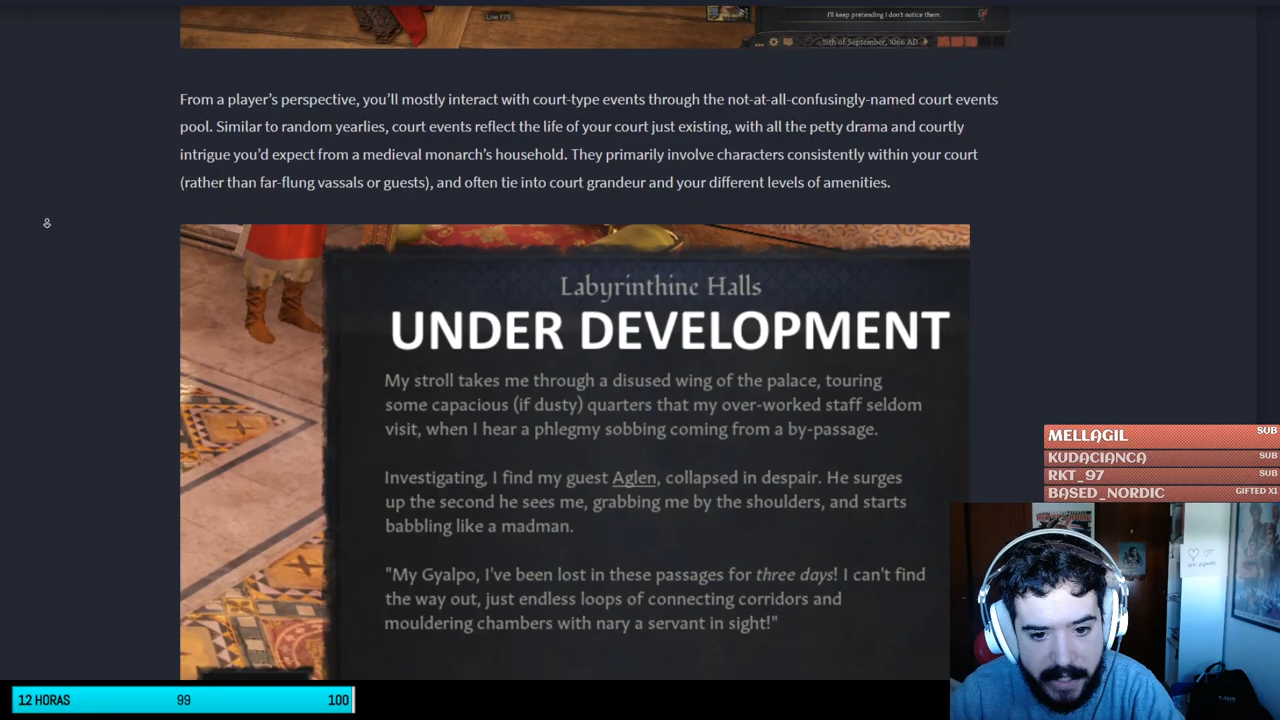 Low FPS
I'll keep pretending I don't notice them.
15th of September, 1066 AD
From a player's perspective, you'll mostly interact with court-type events through the not-at-all-confusingly-named court events
pool. Similar to random yearlies, court events reflect the life of your court just existing, with all the petty drama and courtly
intrigue you'd expect from a medieval monarch's household. They primarily involve characters consistently within your court
(rather than far-flung vassals or guests), and often tie into court grandeur and your different levels of amenities.
Labyrinthine Halls
UNDER DEVELOPMENT
My stroll takes me through a disused wing of the palace, touring
some capacious (if dusty) quarters that my over-worked staff seldom
visit, when I hear a phlegmy sobbing coming from a by-passage.
Investigating, I find my guest Aglen, collapsed in despair. He surges
up the second he sees me, grabbing me by the shoulders, and starts
babbling like a madman.
"My Gyalpo, I've been lost in these passages for three days! I can't find
the way out, just endless loops of connecting corridors and
mouldering chambers with nary a servant in sight!"
MELLAGIL SUB
KUDACIANCA SUB
RKT_97 SUB
BASED_NORDIC GIFTED X1
12 HORAS 99 100